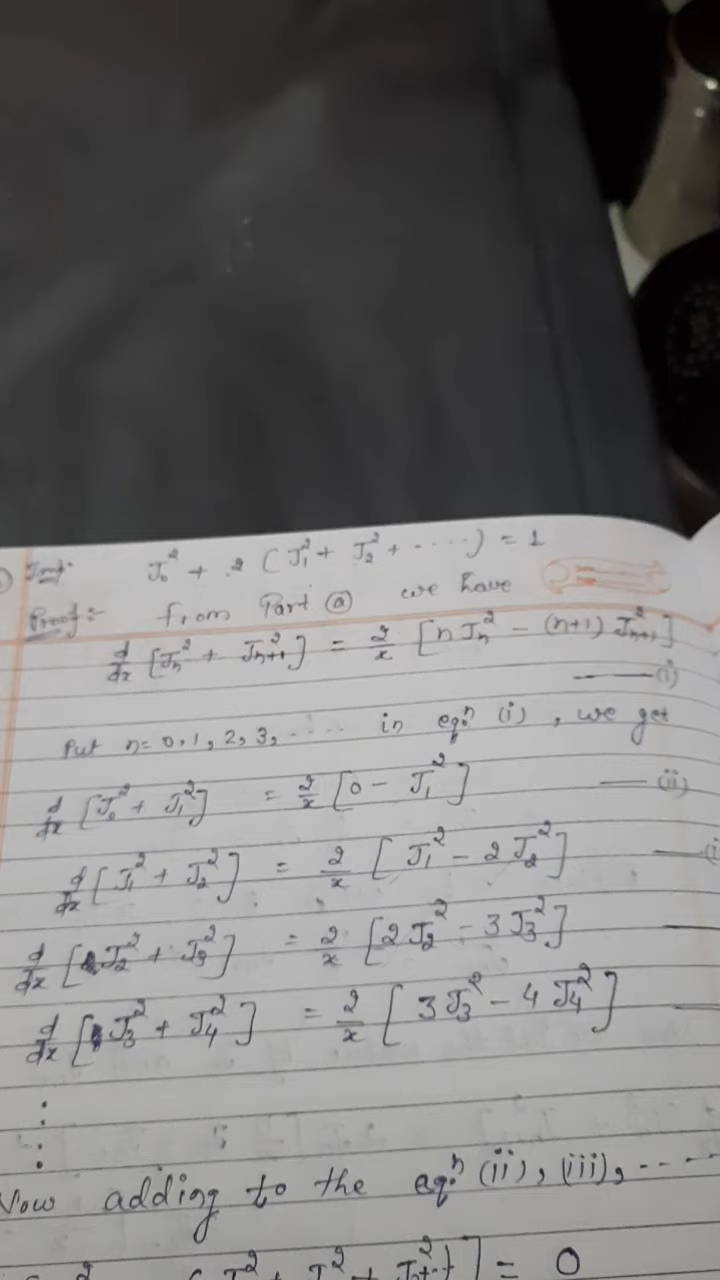 J₀² + 2 (J₁² + J₂² + .....) = 1
Proof:- from Part ⓐ we have
d/dx [Jₙ² + Jₙ₊₁²] = 2/x [n Jₙ² - (n+1) Jₙ₊₁²]
—(i)
Put n= 0, 1, 2, 3, ..... in eqⁿ (i), we get
d/dx [J₀² + J₁²] = 2/x [0 - J₁²] —(ii)
d/dx [J₁² + J₂²] = 2/x [J₁² - 2 J₂²] —(i
d/dx [J₂² + J₃²] = 2/x [2 J₂² - 3 J₃²] —
d/dx [J₃² + J₄²] = 2/x [3 J₃² - 4 J₄²] —
⋮
Now adding to the eqⁿ (ii), (iii), .....
= 0